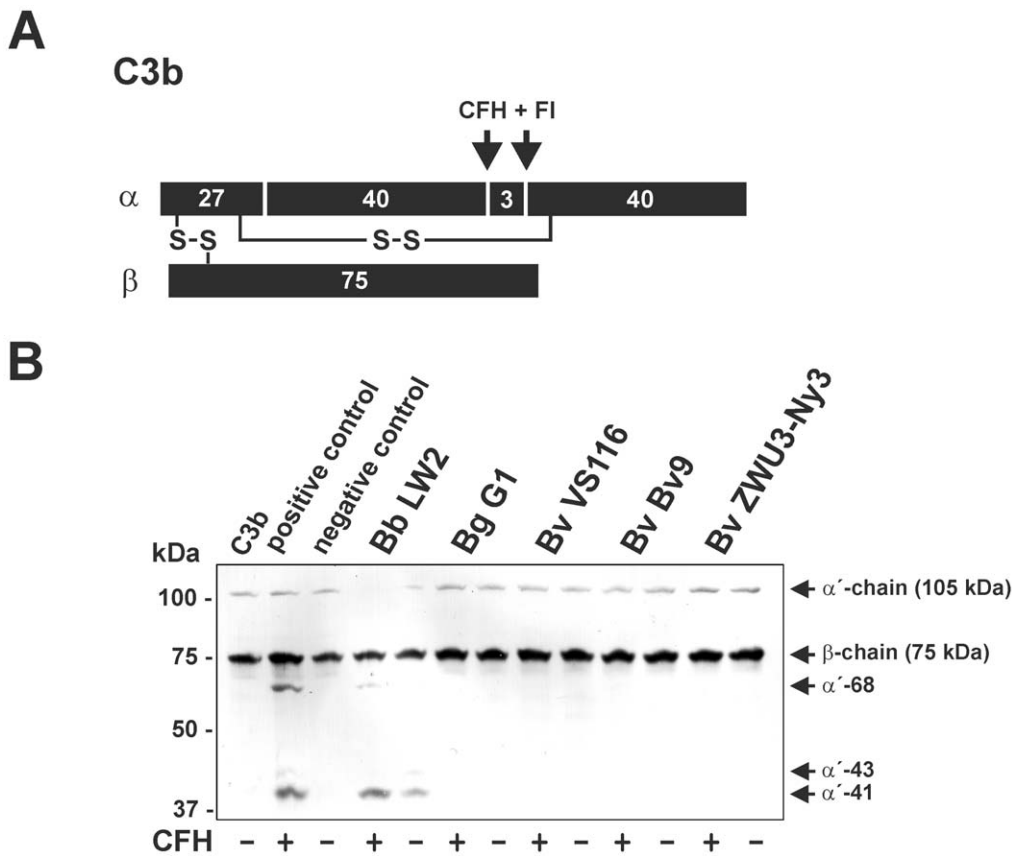 A
C3b
CFH + FI
α 27 40 3 40
S-S S-S
β 75
B
C3b positive control negative control Bb LW2 Bg G1 Bv VS116 Bv Bv9 Bv ZWU3-Ny3
kDa
100 - α´-chain (105 kDa)
75 - β-chain (75 kDa)
α´-68
50 -
α´-43
α´-41
37 -
CFH - + - + - + - + - + - + -